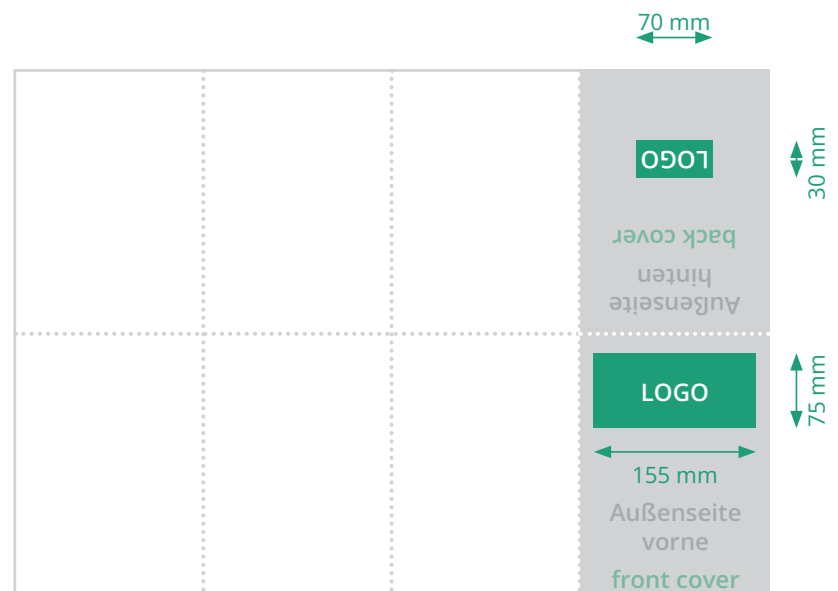 70 mm
30 mm
Außenseite
hinten
back cover
LOGO
LOGO
75 mm
155 mm
Außenseite
vorne
front cover